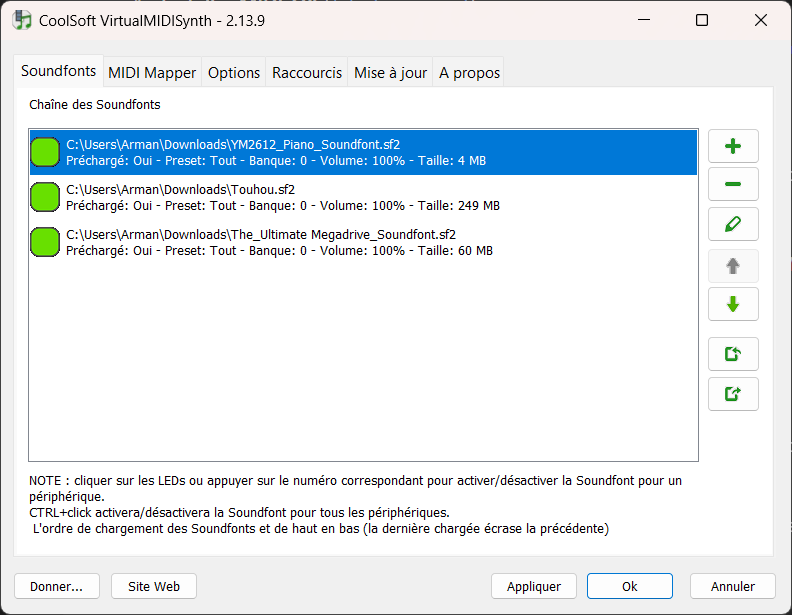 CoolSoft VirtualMIDISynth - 2.13.9
Soundfonts
MIDI Mapper
Options
Raccourcis
Mise à jour
A propos
Chaîne des Soundfonts
C:\Users\Arman\Downloads\YM2612_Piano_Soundfont.sf2
Préchargé: Oui - Preset: Tout - Banque: 0 - Volume: 100% - Taille: 4 MB
C:\Users\Arman\Downloads\Touhou.sf2
Préchargé: Oui - Preset: Tout - Banque: 0 - Volume: 100% - Taille: 249 MB
C:\Users\Arman\Downloads\The_Ultimate Megadrive_Soundfont.sf2
Préchargé: Oui - Preset: Tout - Banque: 0 - Volume: 100% - Taille: 60 MB
NOTE : cliquer sur les LEDs ou appuyer sur le numéro correspondant pour activer/désactiver la Soundfont pour un
périphérique.
CTRL+click activera/désactivera la Soundfont pour tous les périphériques.
L'ordre de chargement des Soundfonts et de haut en bas (la dernière chargée écrase la précédente)
Donner...
Site Web
Appliquer
Ok
Annuler